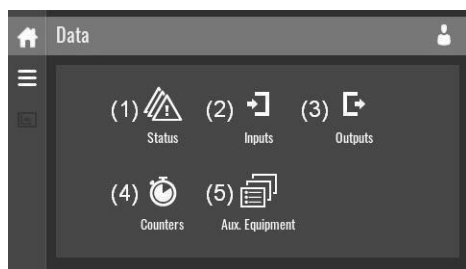 Data
(1) (2) (3)
Status Inputs Outputs
(4) (5)
Counters Aux. Equipment